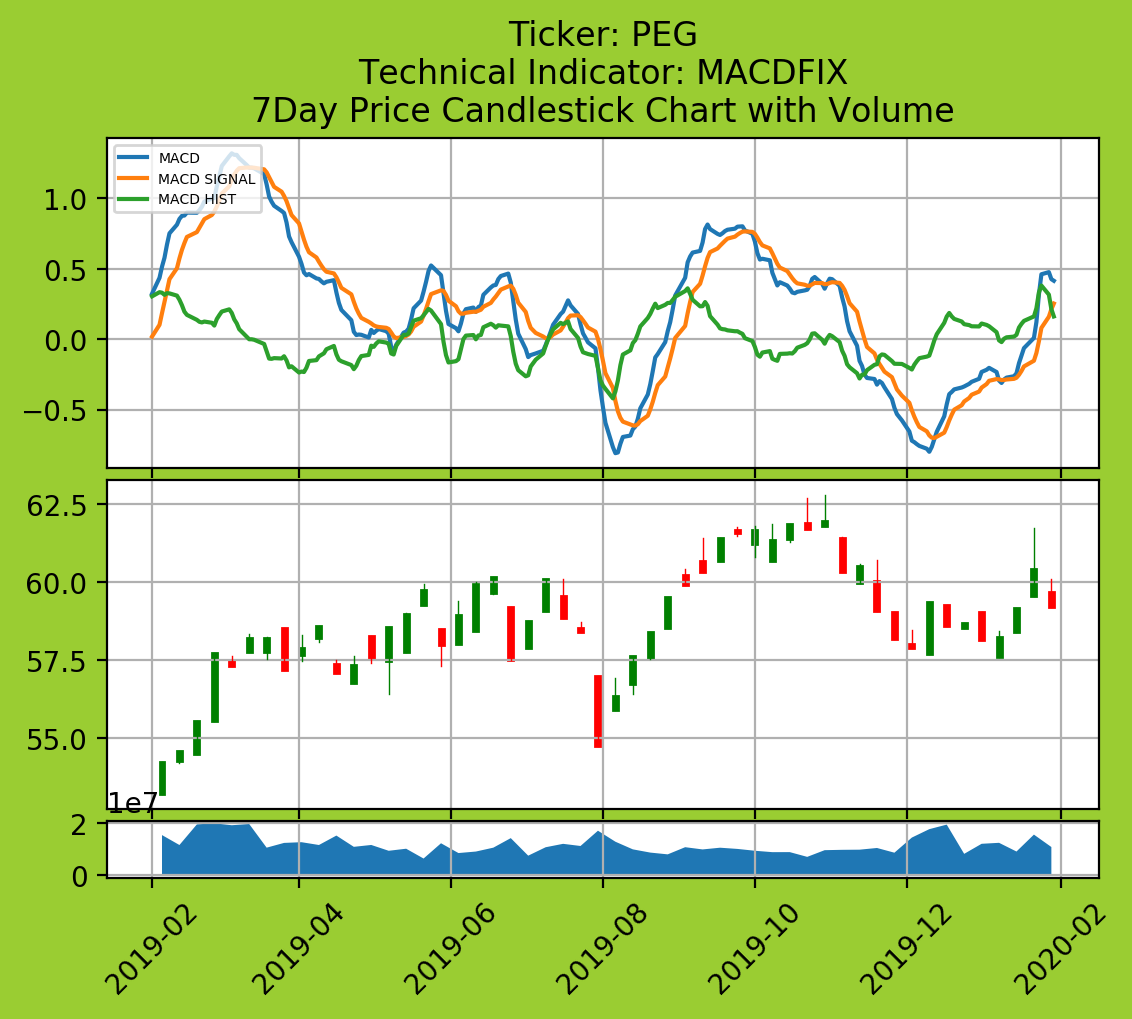 Ticker: PEG
Technical Indicator: MACDFIX
7Day Price Candlestick Chart with Volume
MACD
MACD SIGNAL
MACD HIST
1.0
0.5
0.0
−0.5
62.5
60.0
57.5
55.0
1e7
2
0
2019-02
2019-04
2019-06
2019-08
2019-10
2019-12
2020-02